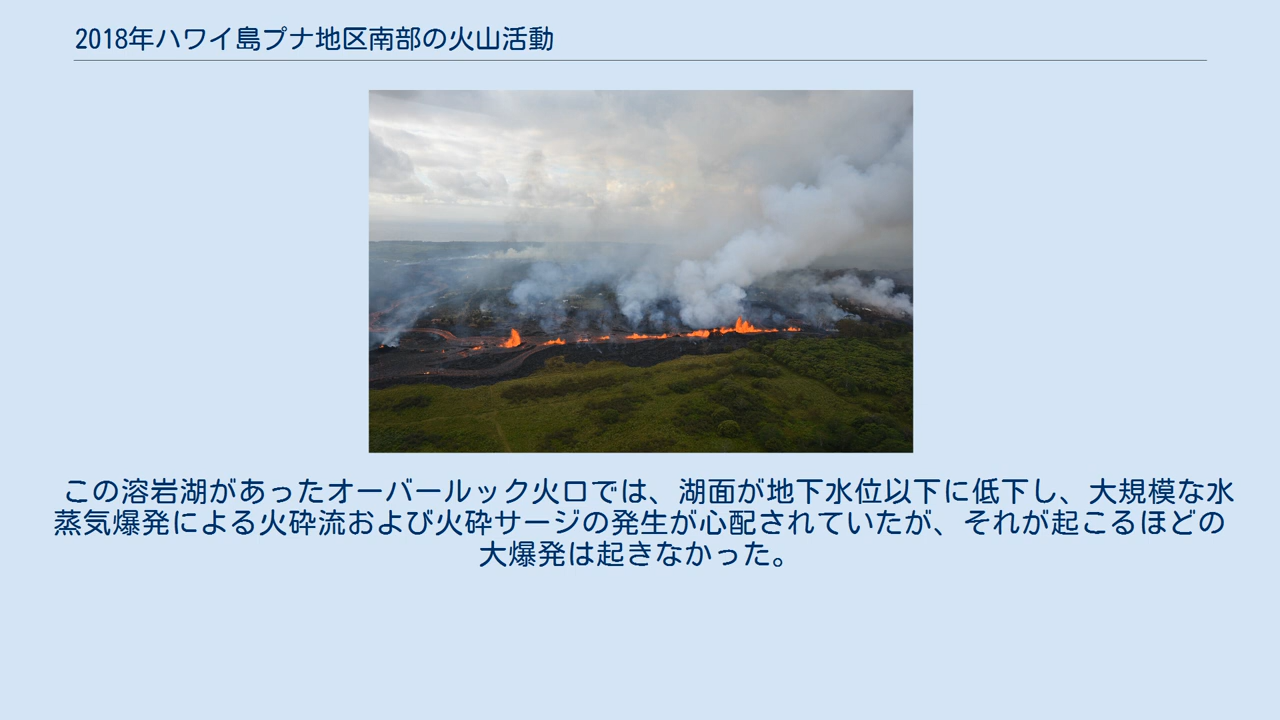 2018年ハワイ島プナ地区南部の火山活動
この溶岩湖があったオーバールック火口では、湖面が地下水位以下に低下し、大規模な水
蒸気爆発による火砕流および火砕サージの発生が心配されていたが、それが起こるほどの
大爆発は起きなかった。